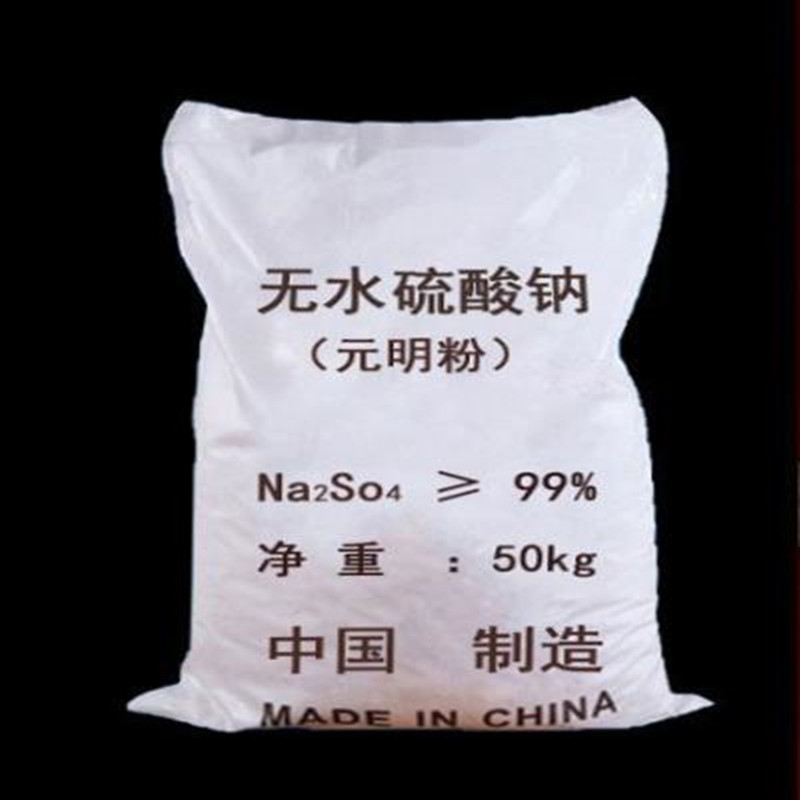 无水硫酸钠
（元明粉）
Na₂So₄ ⩾ 99%
净 重 : 50kg
中国 制造
MADE IN CHINA